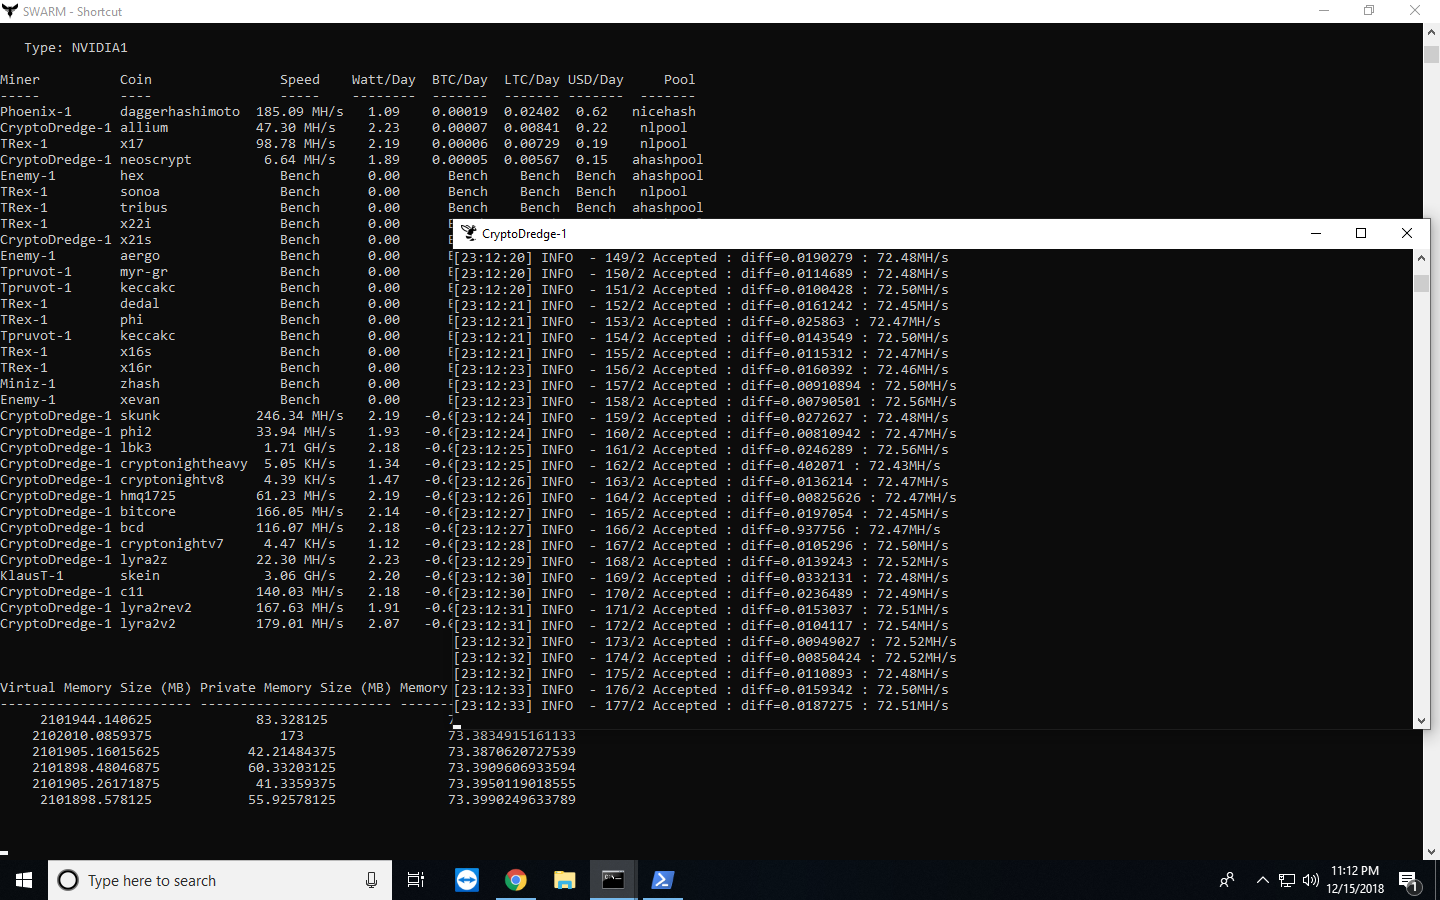 SWARM - Shortcut
Type: NVIDIA1
Miner Coin Speed Watt/Day BTC/Day LTC/Day USD/Day Pool
----- ---- ----- -------- ------- ------- ------- -------
Phoenix-1 daggerhashimoto 185.09 MH/s 1.09 0.00019 0.02402 0.62 nicehash
CryptoDredge-1 allium 47.30 MH/s 2.23 0.00007 0.00841 0.22 nlpool
TRex-1 x17 98.78 MH/s 2.19 0.00006 0.00729 0.19 nlpool
CryptoDredge-1 neoscrypt 6.64 MH/s 1.89 0.00005 0.00567 0.15 ahashpool
Enemy-1 hex Bench 0.00 Bench Bench Bench ahashpool
TRex-1 sonoa Bench 0.00 Bench Bench Bench nlpool
TRex-1 tribus Bench 0.00 Bench Bench Bench ahashpool
TRex-1 x22i Bench 0.00
CryptoDredge-1 x21s Bench 0.00
Enemy-1 aergo Bench 0.00
Tpruvot-1 myr-gr Bench 0.00
Tpruvot-1 keccakc Bench 0.00
TRex-1 dedal Bench 0.00
TRex-1 phi Bench 0.00
Tpruvot-1 keccakc Bench 0.00
TRex-1 x16s Bench 0.00
TRex-1 x16r Bench 0.00
Miniz-1 zhash Bench 0.00
Enemy-1 xevan Bench 0.00
CryptoDredge-1 skunk 246.34 MH/s 2.19 -0.0
CryptoDredge-1 phi2 33.94 MH/s 1.93 -0.0
CryptoDredge-1 lbk3 1.71 GH/s 2.18 -0.0
CryptoDredge-1 cryptonightheavy 5.05 KH/s 1.34 -0.0
CryptoDredge-1 cryptonightv8 4.39 KH/s 1.47 -0.0
CryptoDredge-1 hmq1725 61.23 MH/s 2.19 -0.0
CryptoDredge-1 bitcore 166.05 MH/s 2.14 -0.0
CryptoDredge-1 bcd 116.07 MH/s 2.18 -0.0
CryptoDredge-1 cryptonightv7 4.47 KH/s 1.12 -0.0
CryptoDredge-1 lyra2z 22.30 MH/s 2.23 -0.0
KlausT-1 skein 3.06 GH/s 2.20 -0.0
CryptoDredge-1 c11 140.03 MH/s 2.18 -0.0
CryptoDredge-1 lyra2rev2 167.63 MH/s 1.91 -0.0
CryptoDredge-1 lyra2v2 179.01 MH/s 2.07 -0.0
Virtual Memory Size (MB) Private Memory Size (MB) Memory
------------------------ ------------------------ -------
2101944.140625 83.328125
2102010.0859375 173 73.3834915161133
2101905.16015625 42.21484375 73.3870620727539
2101898.48046875 60.33203125 73.3909606933594
2101905.26171875 41.3359375 73.3950119018555
2101898.578125 55.92578125 73.3990249633789
CryptoDredge-1
[23:12:20] INFO - 149/2 Accepted : diff=0.0190279 : 72.48MH/s
[23:12:20] INFO - 150/2 Accepted : diff=0.0114689 : 72.48MH/s
[23:12:20] INFO - 151/2 Accepted : diff=0.0100428 : 72.50MH/s
[23:12:21] INFO - 152/2 Accepted : diff=0.0161242 : 72.45MH/s
[23:12:21] INFO - 153/2 Accepted : diff=0.025863 : 72.47MH/s
[23:12:21] INFO - 154/2 Accepted : diff=0.0143549 : 72.50MH/s
[23:12:21] INFO - 155/2 Accepted : diff=0.0115312 : 72.47MH/s
[23:12:23] INFO - 156/2 Accepted : diff=0.0160392 : 72.46MH/s
[23:12:23] INFO - 157/2 Accepted : diff=0.00910894 : 72.50MH/s
[23:12:23] INFO - 158/2 Accepted : diff=0.00790501 : 72.56MH/s
[23:12:24] INFO - 159/2 Accepted : diff=0.0272627 : 72.48MH/s
[23:12:24] INFO - 160/2 Accepted : diff=0.00810942 : 72.47MH/s
[23:12:25] INFO - 161/2 Accepted : diff=0.0246289 : 72.56MH/s
[23:12:25] INFO - 162/2 Accepted : diff=0.402071 : 72.43MH/s
[23:12:26] INFO - 163/2 Accepted : diff=0.0136214 : 72.47MH/s
[23:12:26] INFO - 164/2 Accepted : diff=0.00825626 : 72.47MH/s
[23:12:27] INFO - 165/2 Accepted : diff=0.0197054 : 72.45MH/s
[23:12:27] INFO - 166/2 Accepted : diff=0.937756 : 72.47MH/s
[23:12:28] INFO - 167/2 Accepted : diff=0.0105296 : 72.50MH/s
[23:12:29] INFO - 168/2 Accepted : diff=0.0139243 : 72.52MH/s
[23:12:30] INFO - 169/2 Accepted : diff=0.0332131 : 72.48MH/s
[23:12:30] INFO - 170/2 Accepted : diff=0.0236489 : 72.49MH/s
[23:12:31] INFO - 171/2 Accepted : diff=0.0153037 : 72.51MH/s
[23:12:31] INFO - 172/2 Accepted : diff=0.0104117 : 72.54MH/s
[23:12:32] INFO - 173/2 Accepted : diff=0.00949027 : 72.52MH/s
[23:12:32] INFO - 174/2 Accepted : diff=0.00850424 : 72.52MH/s
[23:12:32] INFO - 175/2 Accepted : diff=0.0110893 : 72.48MH/s
[23:12:33] INFO - 176/2 Accepted : diff=0.0159342 : 72.50MH/s
[23:12:33] INFO - 177/2 Accepted : diff=0.0187275 : 72.51MH/s
Type here to search
11:12 PM
12/15/2018
1